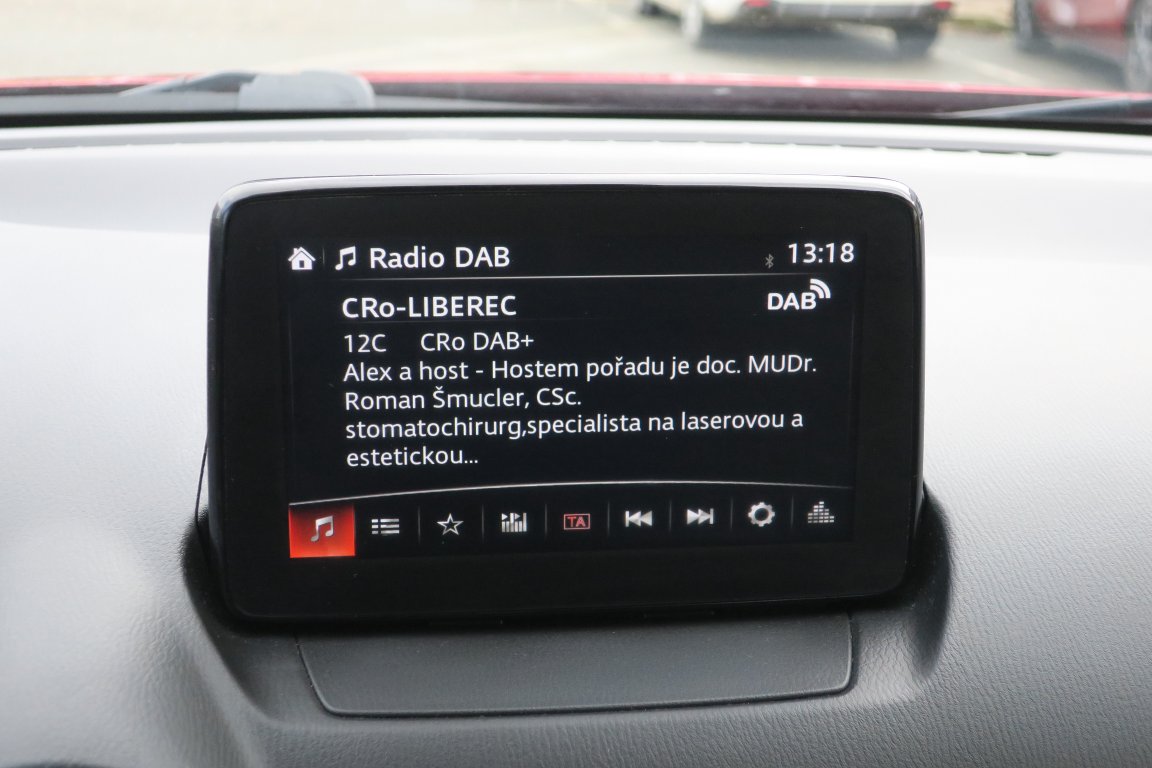 Radio DAB 13:18
CRo-LIBEREC DAB
12C CRo DAB+
Alex a host - Hostem pořadu je doc. MUDr.
Roman Šmucler, CSc.
stomatochirurg,specialista na laserovou a
estetickou...
TA